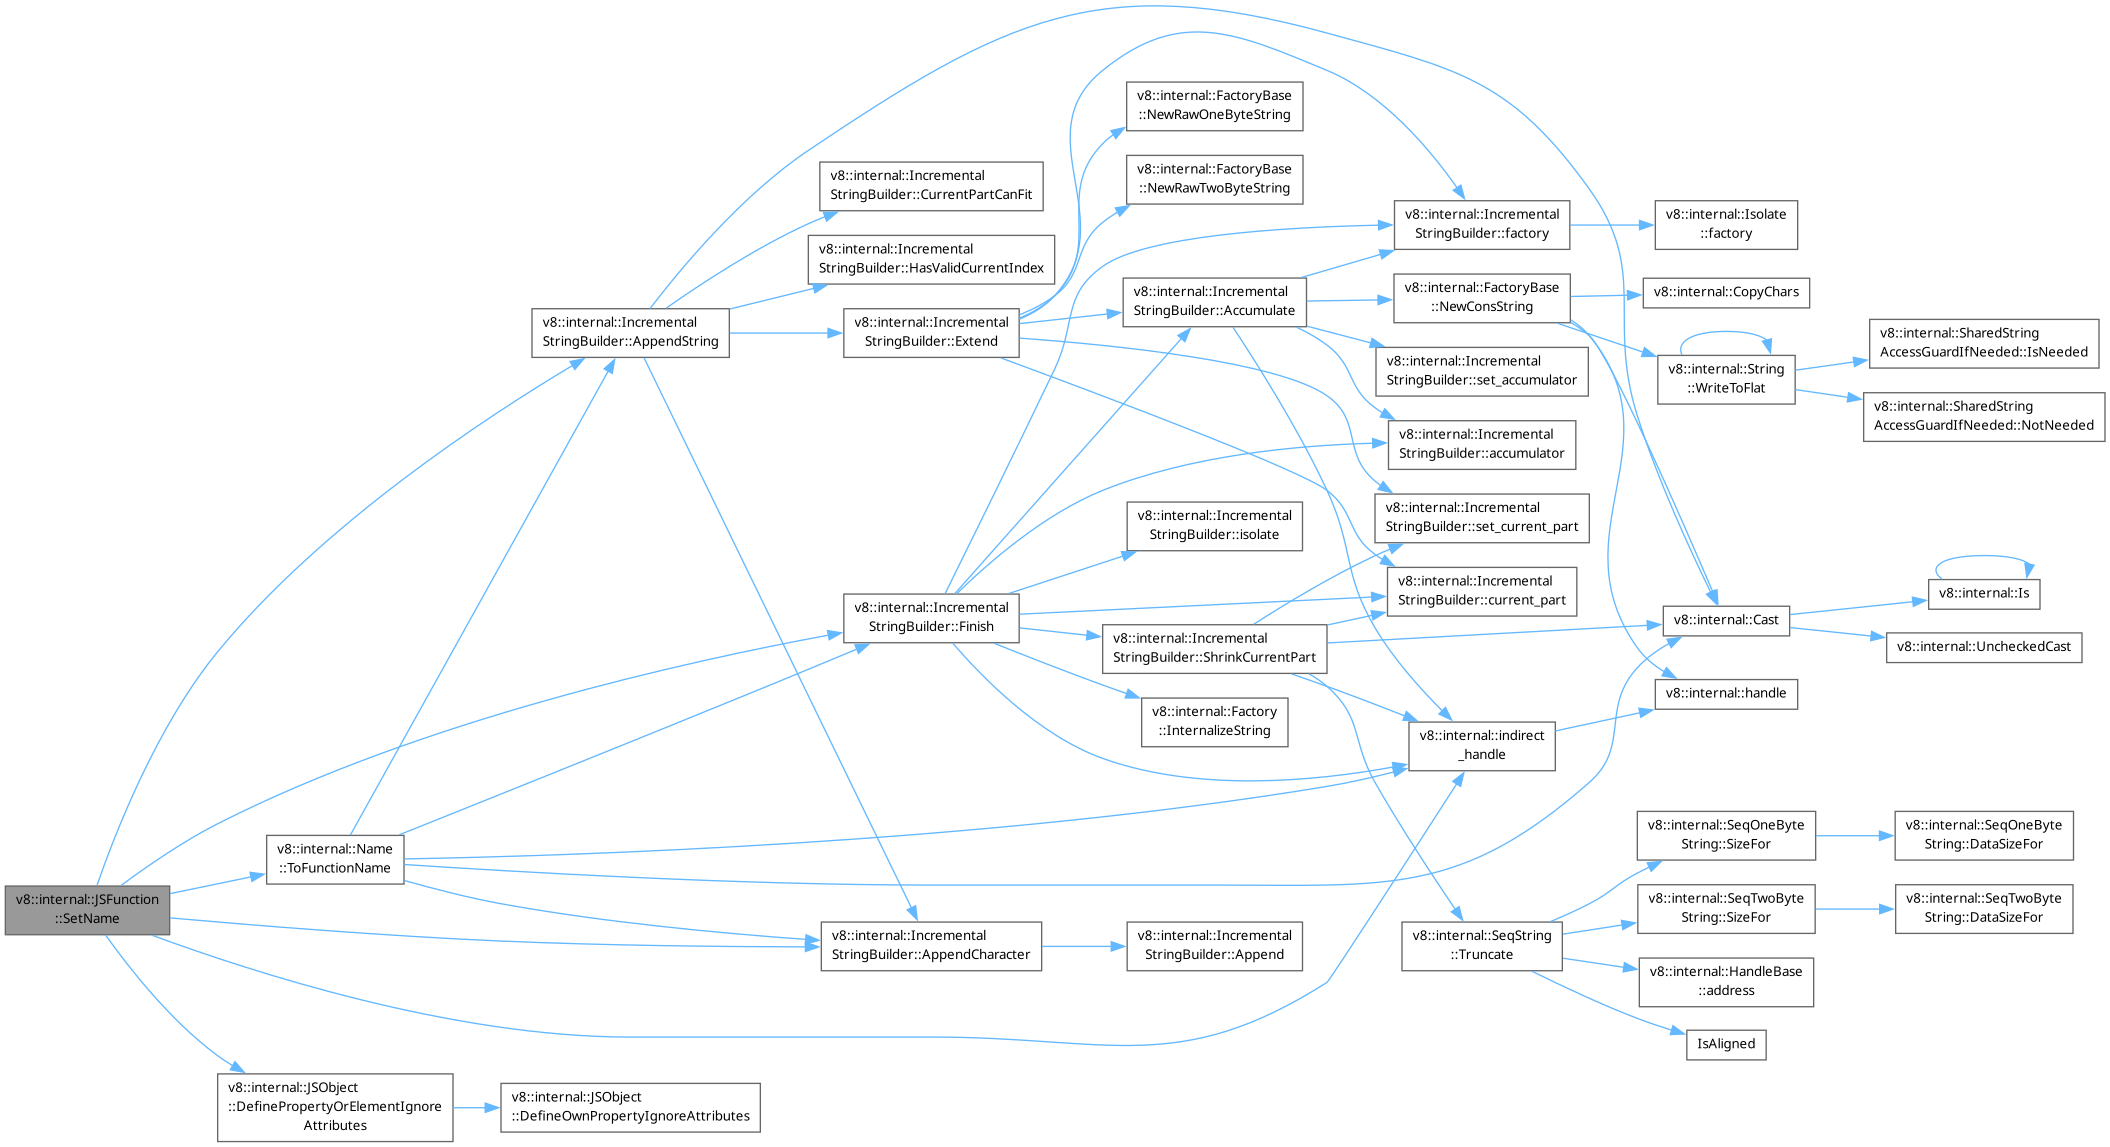 v8::internal::JSFunction
::SetName
v8::internal::Name
::ToFunctionName
v8::internal::JSObject
::DefinePropertyOrElementIgnore
Attributes
v8::internal::JSObject
::DefineOwnPropertyIgnoreAttributes
v8::internal::Incremental
StringBuilder::AppendString
v8::internal::Incremental
StringBuilder::CurrentPartCanFit
v8::internal::Incremental
StringBuilder::HasValidCurrentIndex
v8::internal::Incremental
StringBuilder::Extend
v8::internal::Incremental
StringBuilder::Finish
v8::internal::Incremental
StringBuilder::AppendCharacter
v8::internal::FactoryBase
::NewRawOneByteString
v8::internal::FactoryBase
::NewRawTwoByteString
v8::internal::Incremental
StringBuilder::Accumulate
v8::internal::Incremental
StringBuilder::isolate
v8::internal::Incremental
StringBuilder::ShrinkCurrentPart
v8::internal::Factory
::InternalizeString
v8::internal::Incremental
StringBuilder::Append
v8::internal::Incremental
StringBuilder::factory
v8::internal::FactoryBase
::NewConsString
v8::internal::Incremental
StringBuilder::set_accumulator
v8::internal::Incremental
StringBuilder::accumulator
v8::internal::Incremental
StringBuilder::set_current_part
v8::internal::Incremental
StringBuilder::current_part
v8::internal::indirect
_handle
v8::internal::SeqString
::Truncate
v8::internal::Isolate
::factory
v8::internal::CopyChars
v8::internal::String
::WriteToFlat
v8::internal::Cast
v8::internal::handle
v8::internal::SeqOneByte
String::SizeFor
v8::internal::SeqTwoByte
String::SizeFor
v8::internal::HandleBase
::address
IsAligned
v8::internal::SharedString
AccessGuardIfNeeded::IsNeeded
v8::internal::SharedString
AccessGuardIfNeeded::NotNeeded
v8::internal::Is
v8::internal::UncheckedCast
v8::internal::SeqOneByte
String::DataSizeFor
v8::internal::SeqTwoByte
String::DataSizeFor